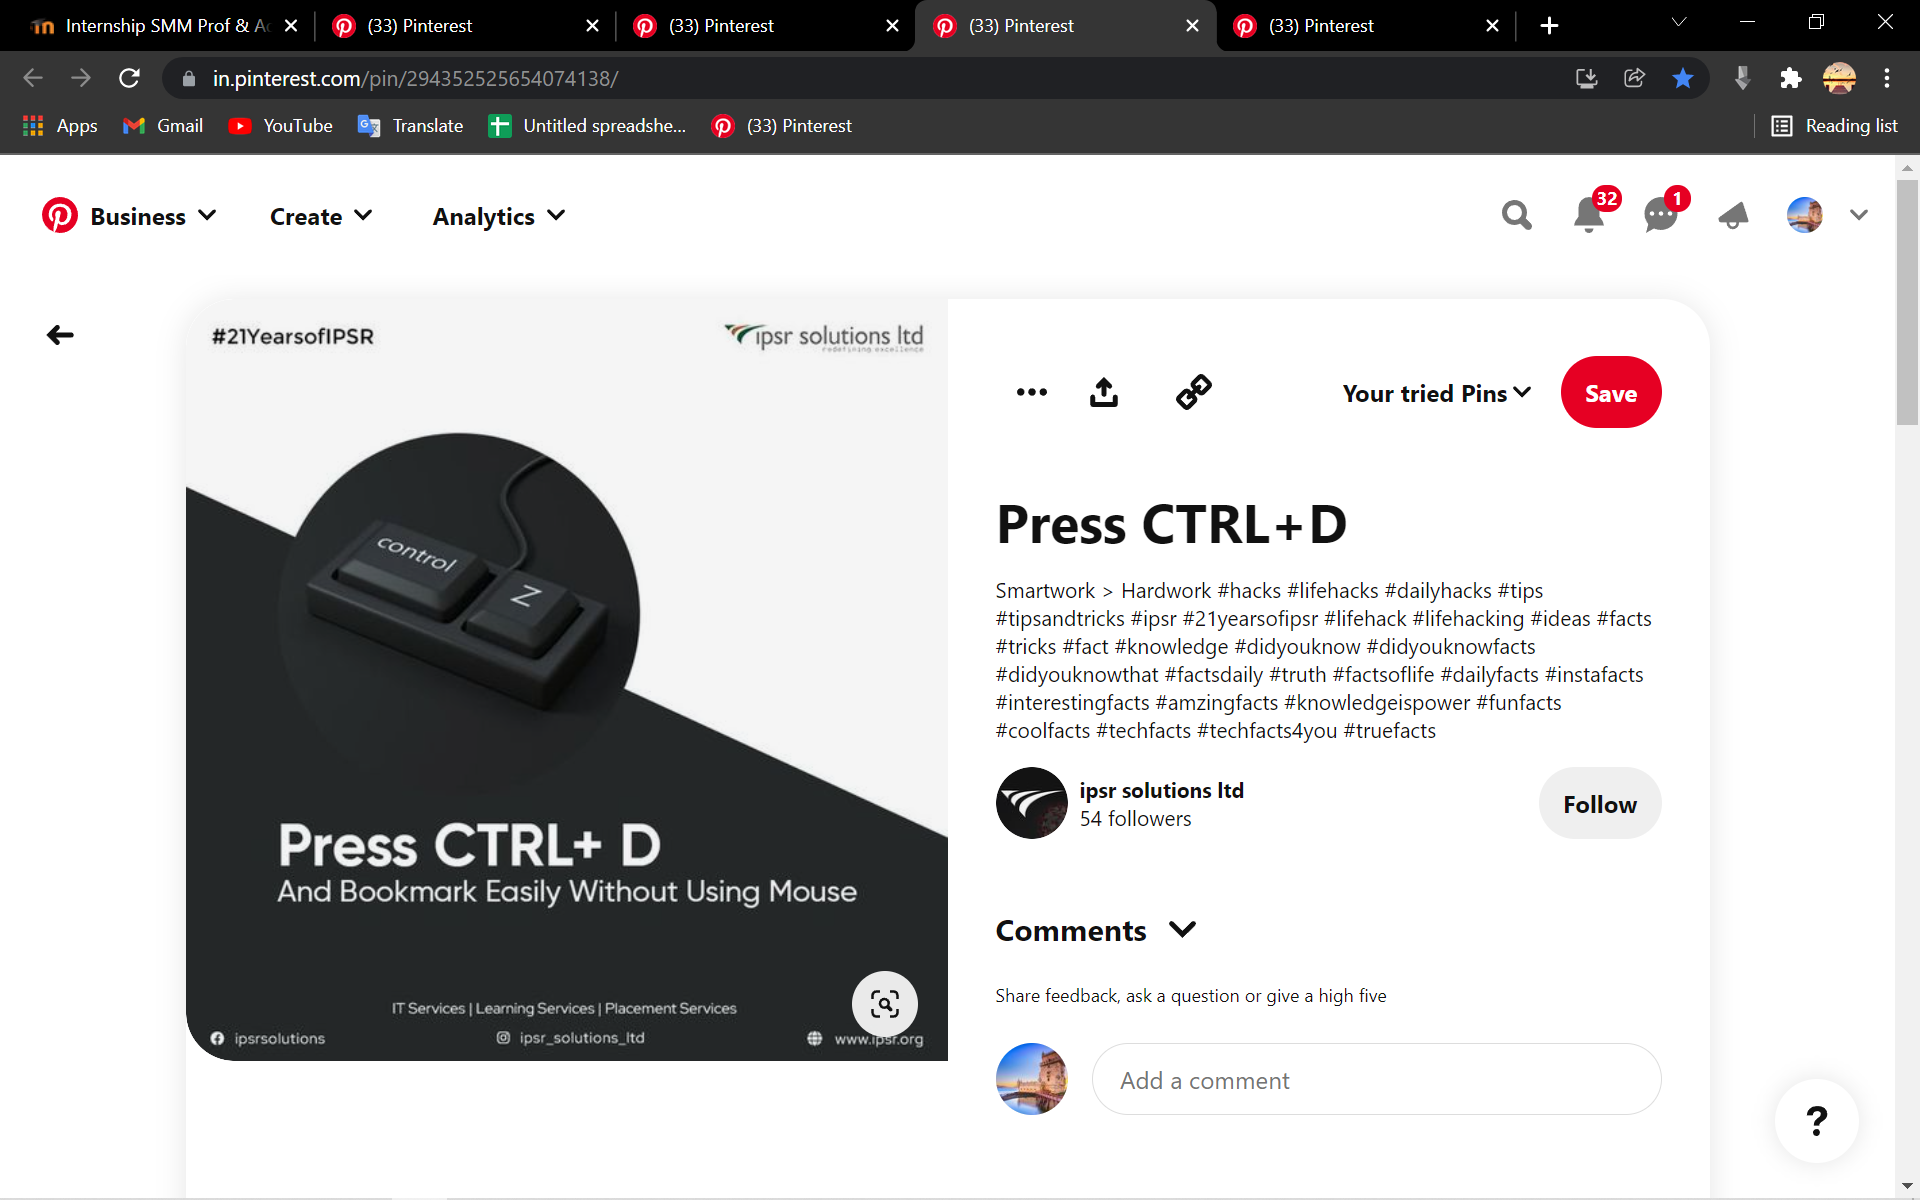 Internship SMM Prof & Ac
(33) Pinterest
(33) Pinterest
(33) Pinterest
(33) Pinterest
in.pinterest.com/pin/294352525654074138/
Apps
Gmail
YouTube
Translate
Untitled spreadshe...
(33) Pinterest
Reading list
Business
Create
Analytics
32
1
#21YearsofIPSR
ipsr solutions ltd
redefining excellence
control
Z
Press CTRL+ D
And Bookmark Easily Without Using Mouse
IT Services | Learning Services | Placement Services
ipsrsolutions
ipsr_solutions_ltd
www.ipsr.org
Your tried Pins
Save
Press CTRL+D
Smartwork > Hardwork #hacks #lifehacks #dailyhacks #tips
#tipsandtricks #ipsr #21yearsofipsr #lifehack #lifehacking #ideas #facts
#tricks #fact #knowledge #didyouknow #didyouknowfacts
#didyouknowthat #factsdaily #truth #factsoflife #dailyfacts #instafacts
#interestingfacts #amzingfacts #knowledgeispower #funfacts
#coolfacts #techfacts #techfacts4you #truefacts
ipsr solutions ltd
54 followers
Follow
Comments
Share feedback, ask a question or give a high five
Add a comment
?